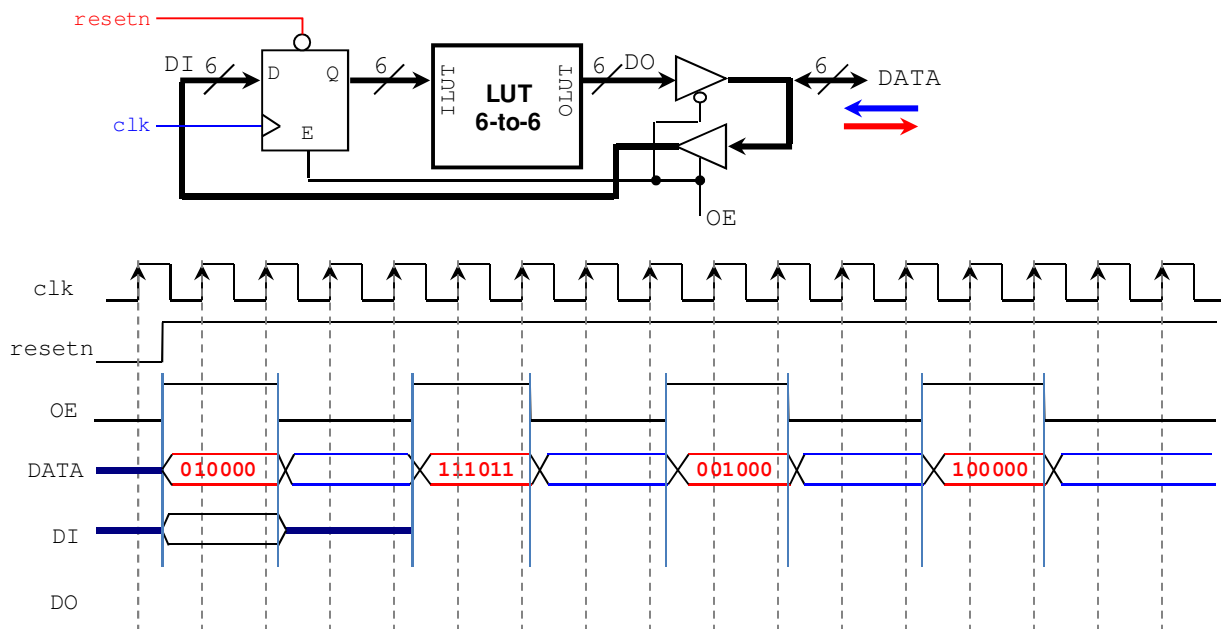 resetn
DI 6 6 6 DO 6 DATA
D Q
ILUT LUT 6-to-6 OLUT
clk
E
OE
clk
resetn
OE
DATA 010000 111011 001000 100000
DI
DO